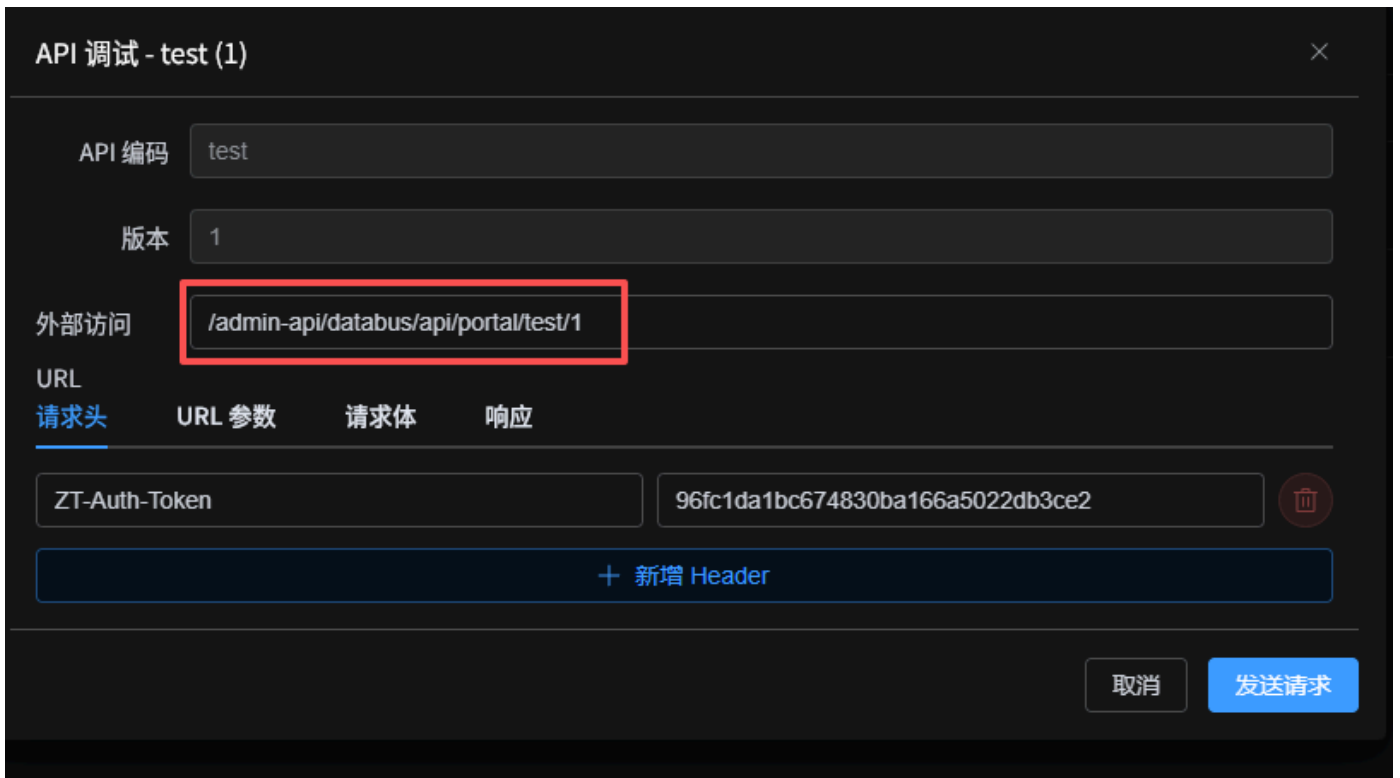 API 调试 - test (1)
API 编码 test
版本 1
外部访问 /admin-api/databus/api/portal/test/1
URL
请求头 URL 参数 请求体 响应
ZT-Auth-Token 96fc1da1bc674830ba166a5022db3ce2
新增 Header
取消 发送请求